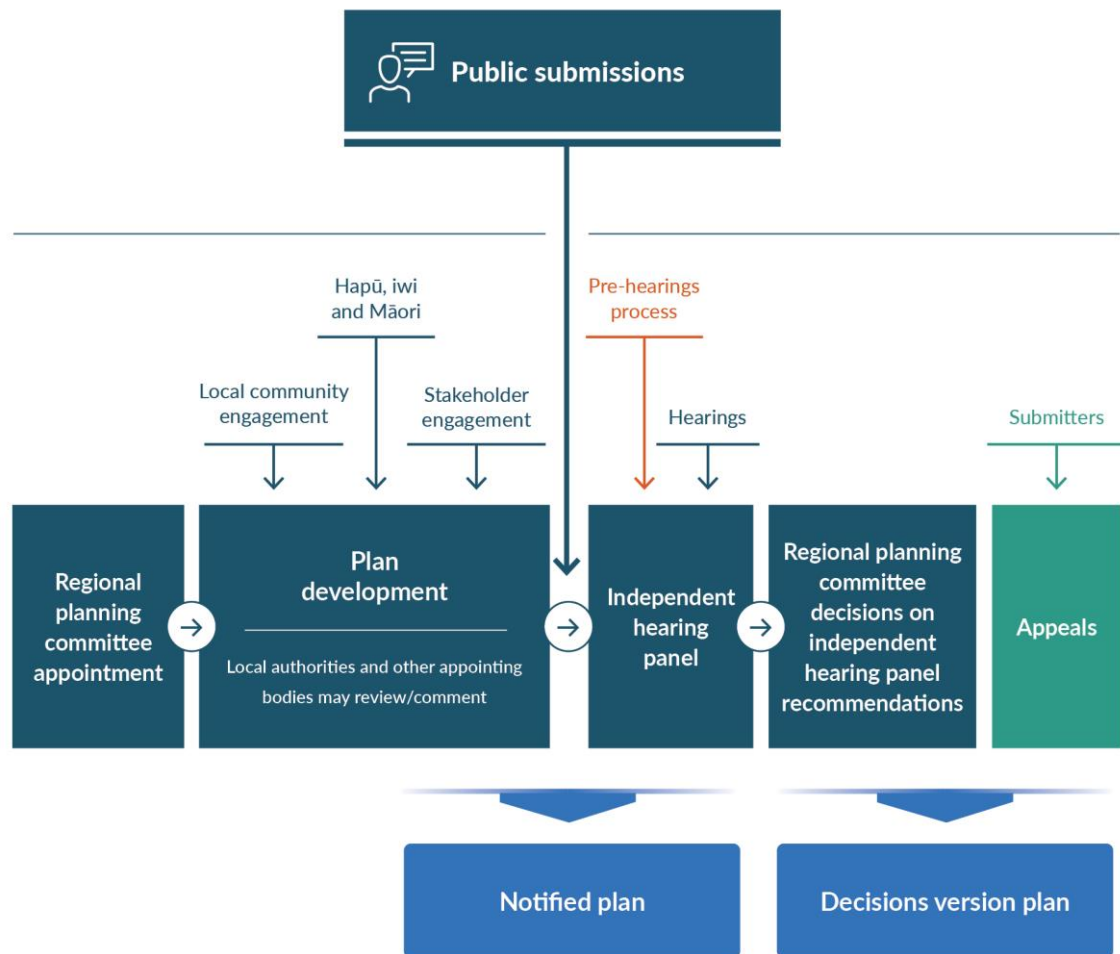 Public submissions
Hapū, iwi
and Māori
Pre-hearings
process
Local community
engagement
Stakeholder
engagement
Hearings
Submitters
Regional
planning
committee
appointment
Plan
development
Local authorities and other appointing
bodies may review/comment
Independent
hearing
panel
Regional planning
committee
decisions on
independent
hearing panel
recommendations
Appeals
Notified plan
Decisions version plan